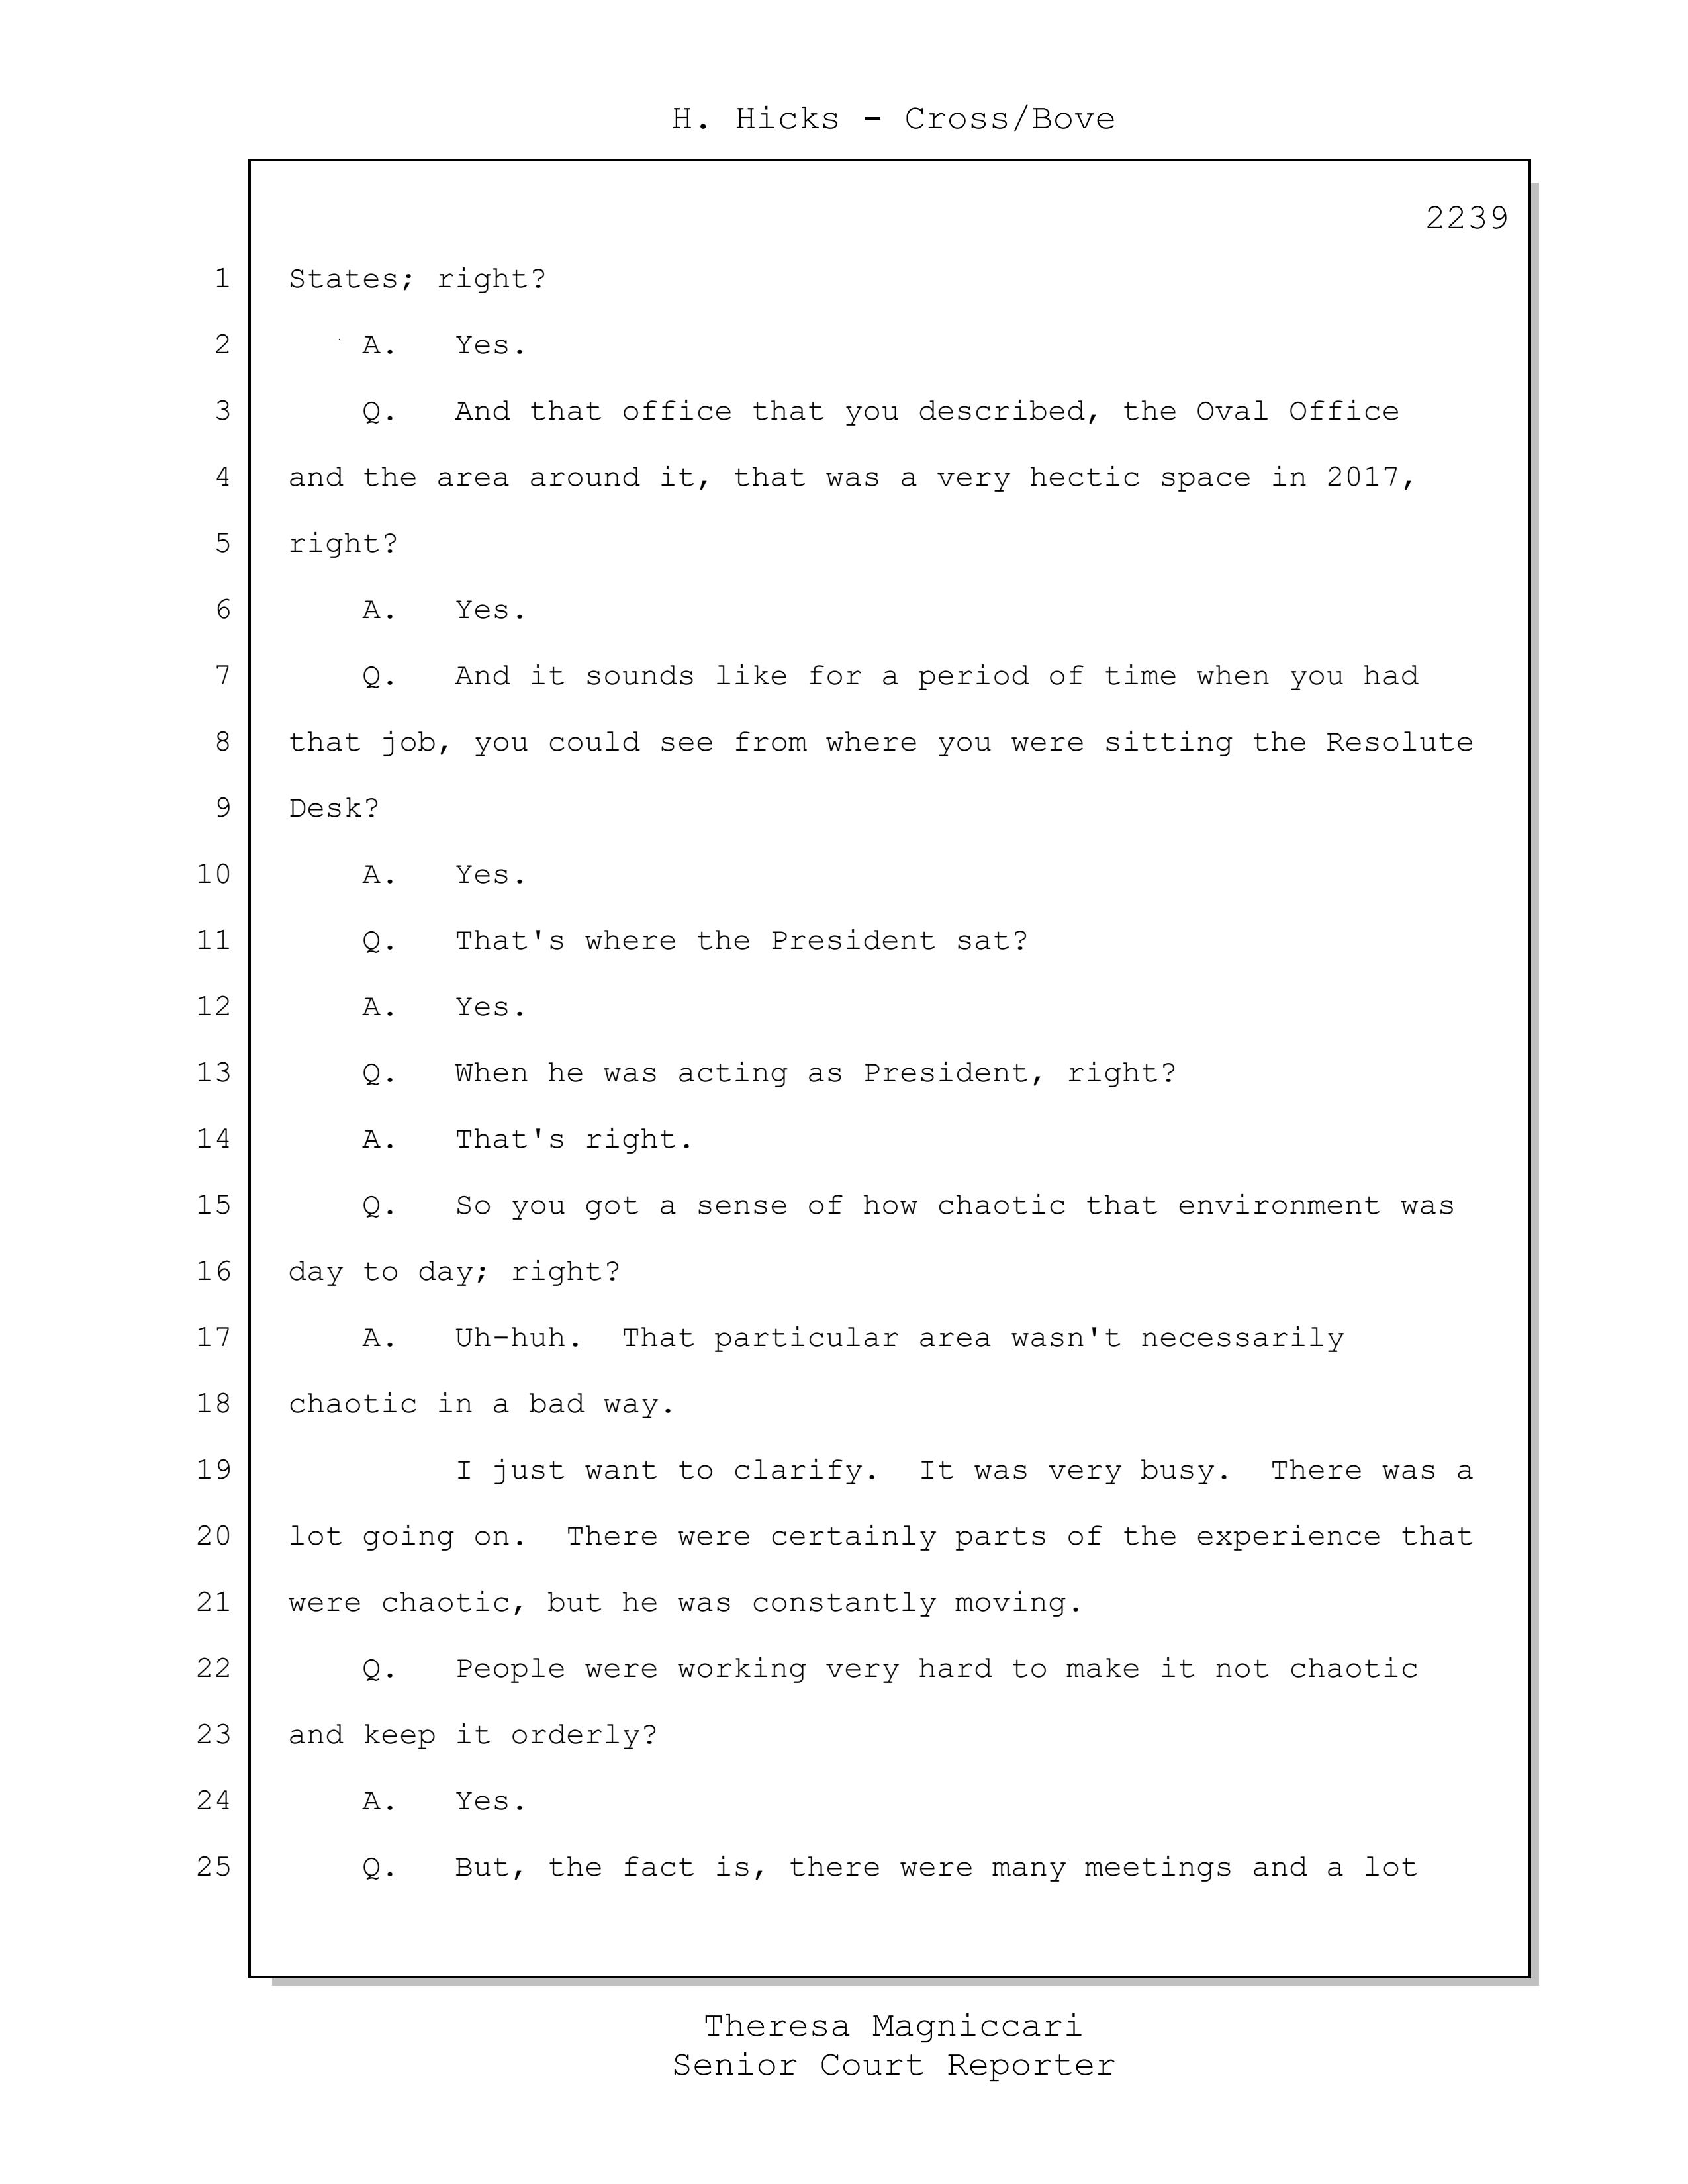 H. Hicks - Cross/Bove
2239
1 States; right?
2 A. Yes.
3 Q. And that office that you described, the Oval Office
4 and the area around it, that was a very hectic space in 2017,
5 right?
6 A. Yes.
7 Q. And it sounds like for a period of time when you had
8 that job, you could see from where you were sitting the Resolute
9 Desk?
10 A. Yes.
11 Q. That's where the President sat?
12 A. Yes.
13 Q. When he was acting as President, right?
14 A. That's right.
15 Q. So you got a sense of how chaotic that environment was
16 day to day; right?
17 A. Uh-huh. That particular area wasn't necessarily
18 chaotic in a bad way.
19 I just want to clarify. It was very busy. There was a
20 lot going on. There were certainly parts of the experience that
21 were chaotic, but he was constantly moving.
22 Q. People were working very hard to make it not chaotic
23 and keep it orderly?
24 A. Yes.
25 Q. But, the fact is, there were many meetings and a lot
Theresa Magniccari
Senior Court Reporter